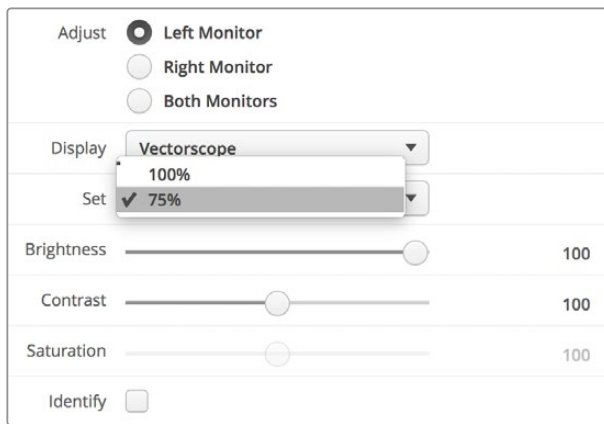 Adjust Left Monitor
Right Monitor
Both Monitors
Display Vectorscope
100%
Set ✔ 75%
Brightness 100
Contrast 100
Saturation 100
Identify